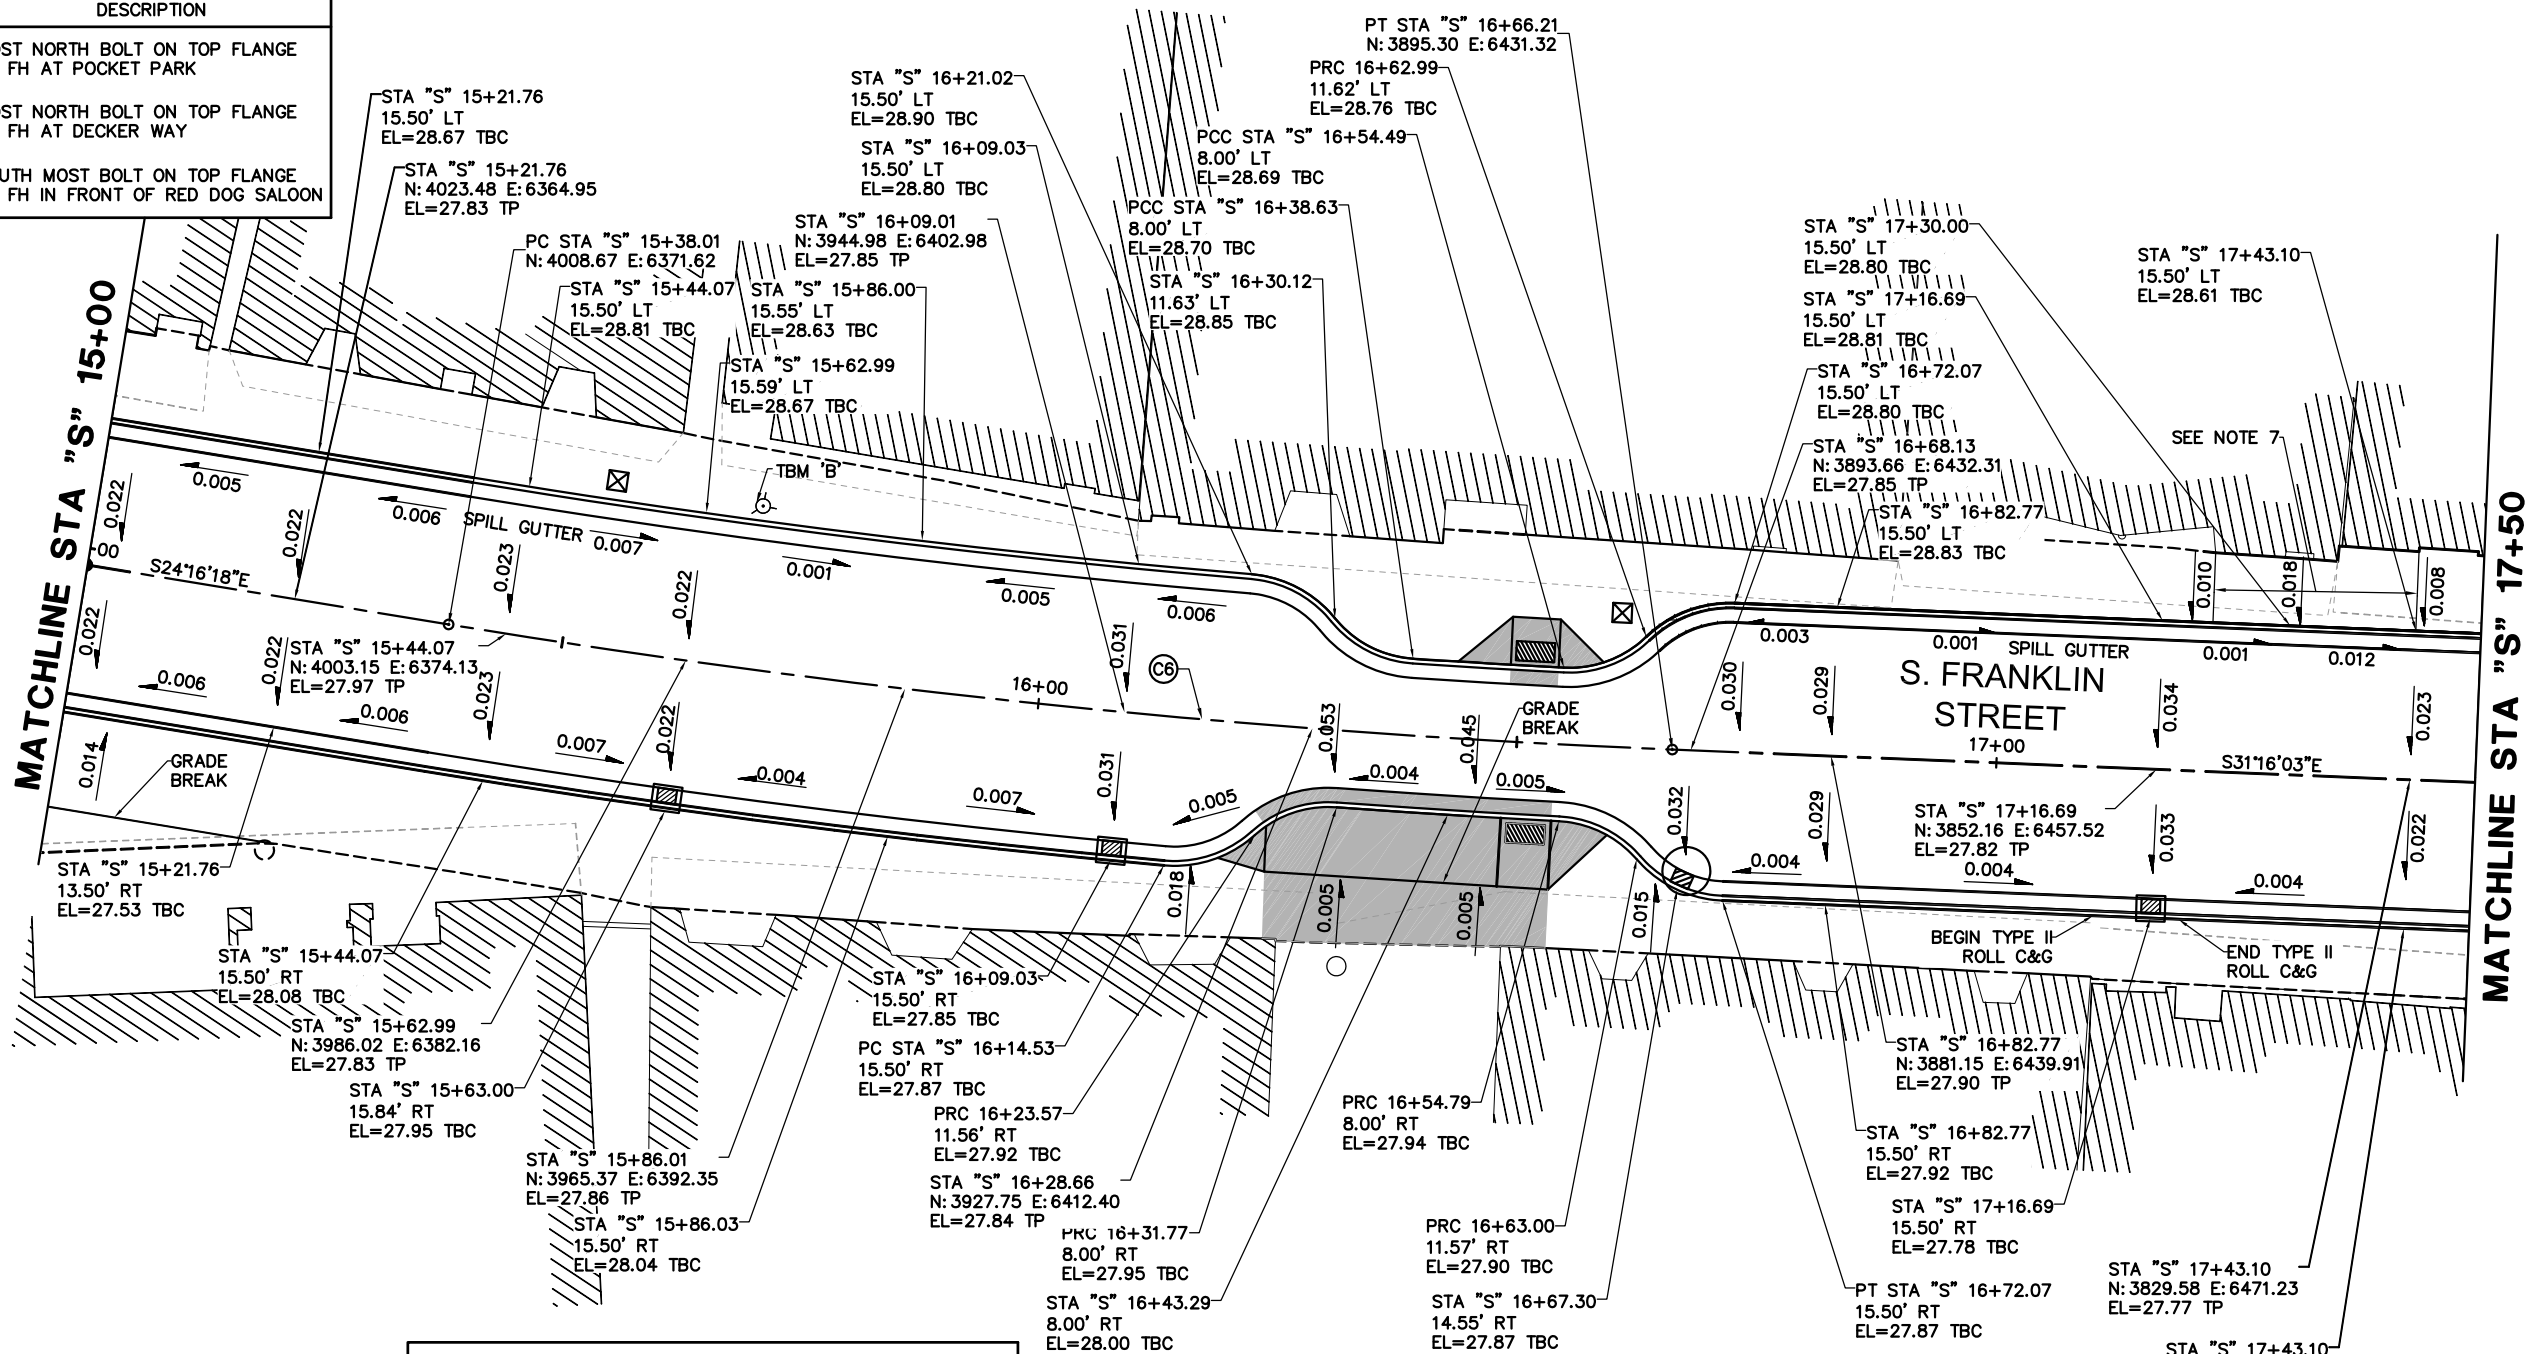 DESCRIPTION
ST NORTH BOLT ON TOP FLANGE
FH AT POCKET PARK
ST NORTH BOLT ON TOP FLANGE
FH AT DECKER WAY
UTH MOST BOLT ON TOP FLANGE
FH IN FRONT OF RED DOG SALOON
STA "S" 15+21.76
15.50' LT
EL=28.67 TBC
STA "S" 15+21.76
N: 4023.48 E: 6364.95
EL=27.83 TP
PC STA "S" 15+38.01
N: 4008.67 E: 6371.62
STA "S" 15+44.07
15.50' LT
EL=28.81 TBC
STA "S" 16+21.02
15.50' LT
EL=28.90 TBC
STA "S" 16+09.03
15.50' LT
EL=28.80 TBC
STA "S" 16+09.01
N: 3944.98 E: 6402.98
EL=27.85 TP
STA "S" 15+86.00
15.55' LT
EL=28.63 TBC
STA "S" 15+62.99
15.59' LT
EL=28.67 TBC
PT STA "S" 16+66.21
N: 3895.30 E: 6431.32
PRC 16+62.99
11.62' LT
EL=28.76 TBC
PCC STA "S" 16+54.49
8.00' LT
EL=28.69 TBC
PCC STA "S" 16+38.63
8.00' LT
EL=28.70 TBC
STA "S" 16+30.12
11.63' LT
EL=28.85 TBC
STA "S" 17+30.00
15.50' LT
EL=28.80 TBC
STA "S" 17+16.69
15.50' LT
EL=28.81 TBC
STA "S" 16+72.07
15.50' LT
EL=28.80 TBC
STA "S" 16+68.13
N: 3893.66 E: 6432.31
EL=27.85 TP
STA "S" 16+82.77
15.50' LT
EL=28.83 TBC
STA "S" 17+43.10
15.50' LT
EL=28.61 TBC
SEE NOTE 7
MATCHLINE STA "S" 15+00
TBM 'B'
0.005
0.006
SPILL GUTTER
0.007
0.001
0.005
0.006
0.022
0.022
0.023
0.022
0.031
-00
S24°16'18"E
16+00
C6
0.022
0.022
0.023
0.022
0.031
0.053
0.045
GRADE
BREAK
0.003
0.001
SPILL GUTTER
0.001
0.012
0.010
0.018
0.008
S. FRANKLIN
STREET
0.030
0.029
0.034
0.023
17+00
S31°16'03"E
MATCHLINE STA "S" 17+50
STA "S" 15+44.07
N: 4003.15 E: 6374.13
EL=27.97 TP
0.006
0.006
0.007
0.004
0.007
0.005
0.004
0.005
0.032
0.029
0.033
0.022
0.004
0.004
0.004
0.014
GRADE
BREAK
0.018
0.005
0.005
0.015
STA "S" 17+16.69
N: 3852.16 E: 6457.52
EL=27.82 TP
BEGIN TYPE II
ROLL C&G
END TYPE II
ROLL C&G
STA "S" 15+21.76
13.50' RT
EL=27.53 TBC
STA "S" 15+44.07
15.50' RT
EL=28.08 TBC
STA "S" 15+62.99
N: 3986.02 E: 6382.16
EL=27.83 TP
STA "S" 15+63.00
15.84' RT
EL=27.95 TBC
STA "S" 15+86.01
N: 3965.37 E: 6392.35
EL=27.86 TP
STA "S" 15+86.03
15.50' RT
EL=28.04 TBC
STA "S" 16+09.03
15.50' RT
EL=27.85 TBC
PC STA "S" 16+14.53
15.50' RT
EL=27.87 TBC
PRC 16+23.57
11.56' RT
EL=27.92 TBC
STA "S" 16+28.66
N: 3927.75 E: 6412.40
EL=27.84 TP
PRC 16+31.77
8.00' RT
EL=27.95 TBC
STA "S" 16+43.29
8.00' RT
EL=28.00 TBC
PRC 16+54.79
8.00' RT
EL=27.94 TBC
PRC 16+63.00
11.57' RT
EL=27.90 TBC
STA "S" 16+67.30
14.55' RT
EL=27.87 TBC
STA "S" 16+82.77
N: 3881.15 E: 6439.91
EL=27.90 TP
STA "S" 16+82.77
15.50' RT
EL=27.92 TBC
STA "S" 17+16.69
15.50' RT
EL=27.78 TBC
PT STA "S" 16+72.07
15.50' RT
EL=27.87 TBC
STA "S" 17+43.10
N: 3829.58 E: 6471.23
EL=27.77 TP
STA "S" 17+43.10